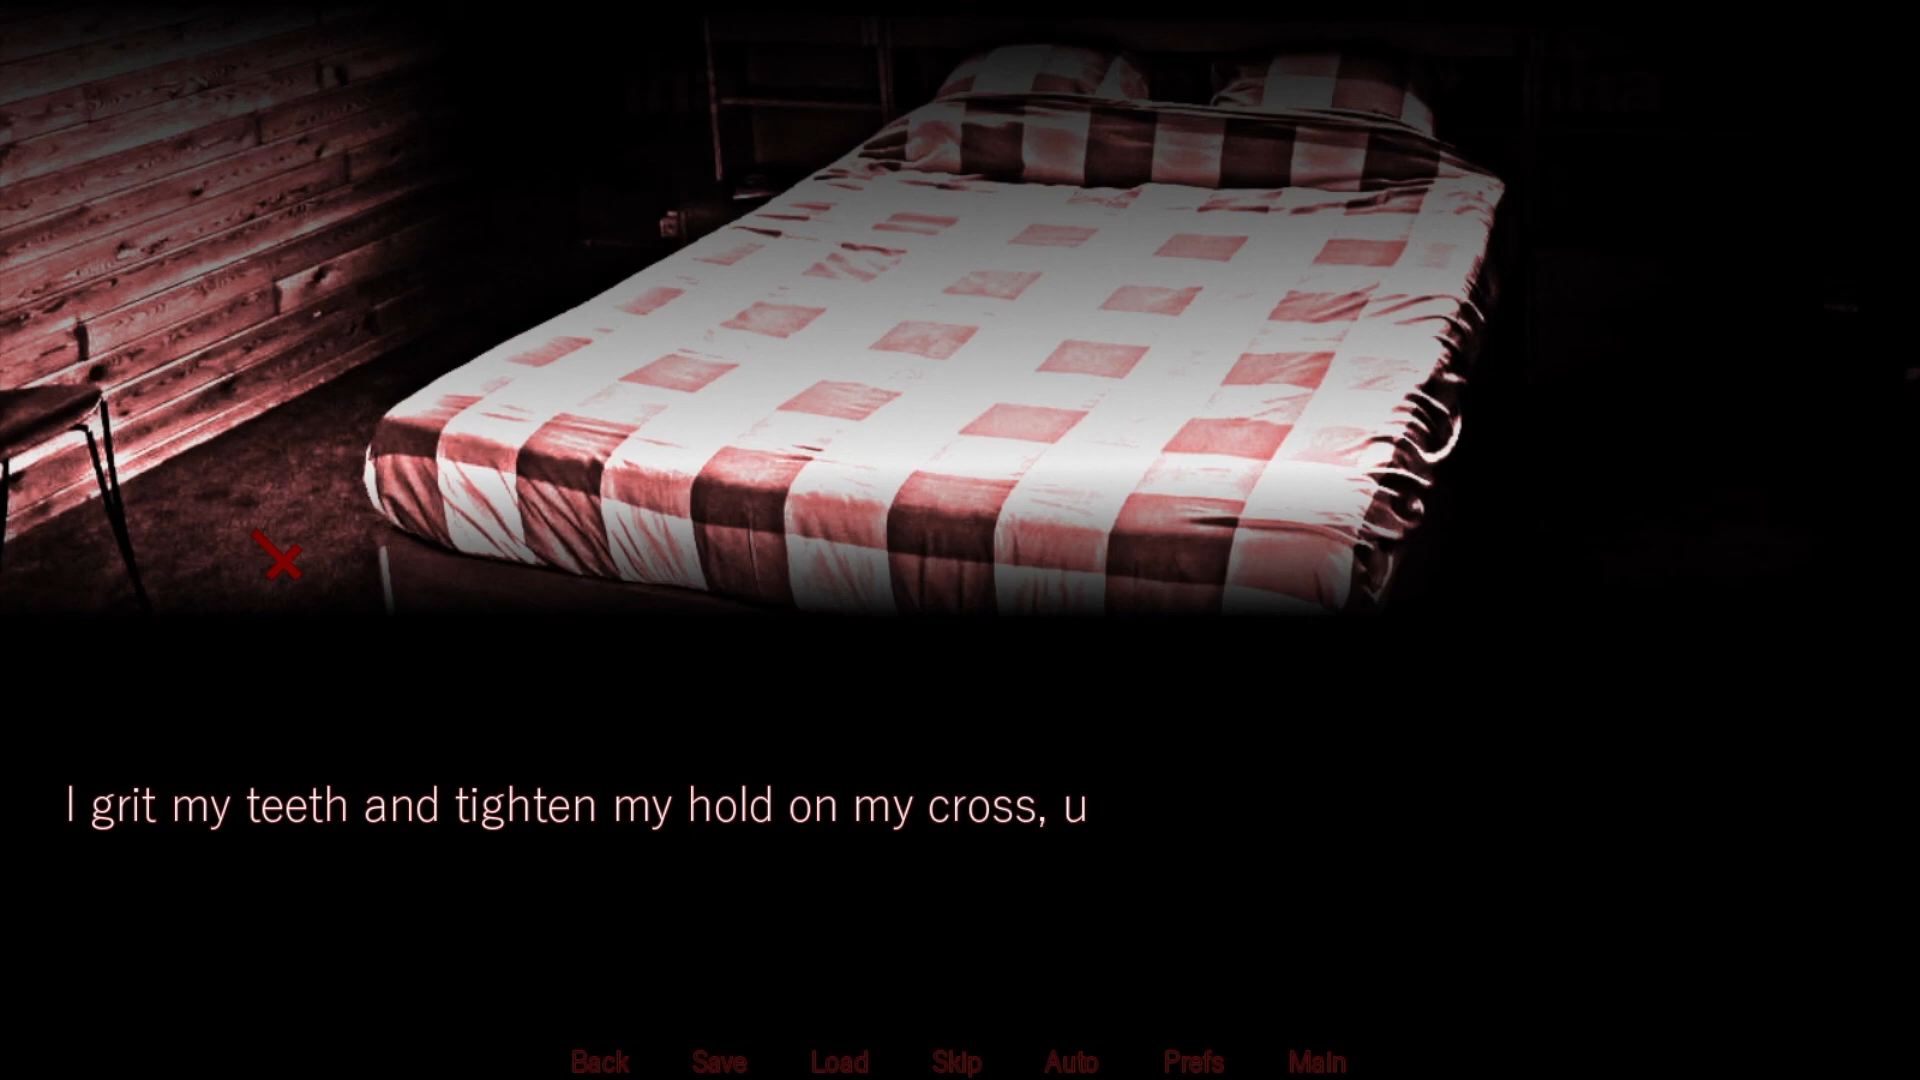 I grit my teeth and tighten my hold on my cross, u
Back Save Load Skip Auto Prefs Main